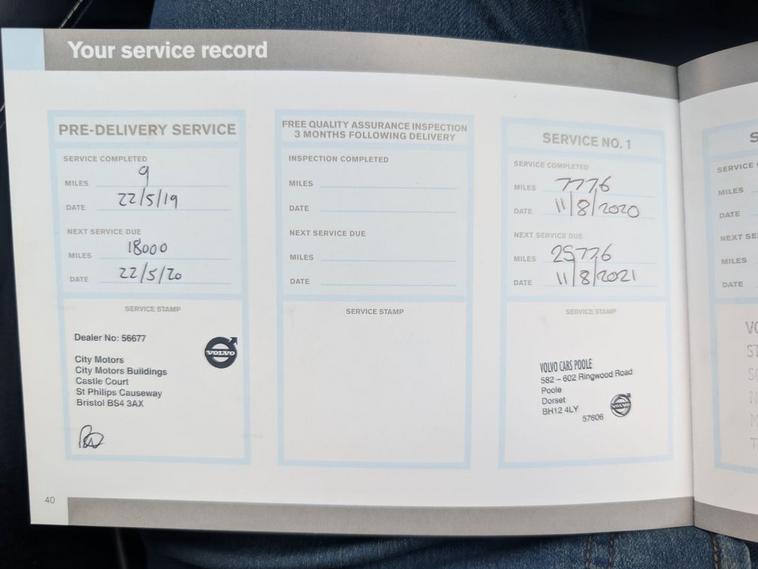 Your service record
PRE-DELIVERY SERVICE
SERVICE COMPLETED
MILES 9
DATE 22/5/19
NEXT SERVICE DUE
MILES 18000
DATE 22/5/20
SERVICE STAMP
Dealer No: 56677
VOLVO
City Motors
City Motors Buildings
Castle Court
St Philips Causeway
Bristol BS4 3AX
FREE QUALITY ASSURANCE INSPECTION
3 MONTHS FOLLOWING DELIVERY
INSPECTION COMPLETED
MILES
DATE
NEXT SERVICE DUE
MILES
DATE
SERVICE STAMP
SERVICE NO. 1
SERVICE COMPLETED
MILES 7776
DATE 11/8/2020
NEXT SERVICE DUE
MILES 25776
DATE 11/8/2021
SERVICE STAMP
VOLVO CARS POOLE
582 - 602 Ringwood Road
Poole
Dorset
BH12 4LY
57606
VOLVO
SERVICE
MILES
DATE
NEXT SE
MILES
DATE
40